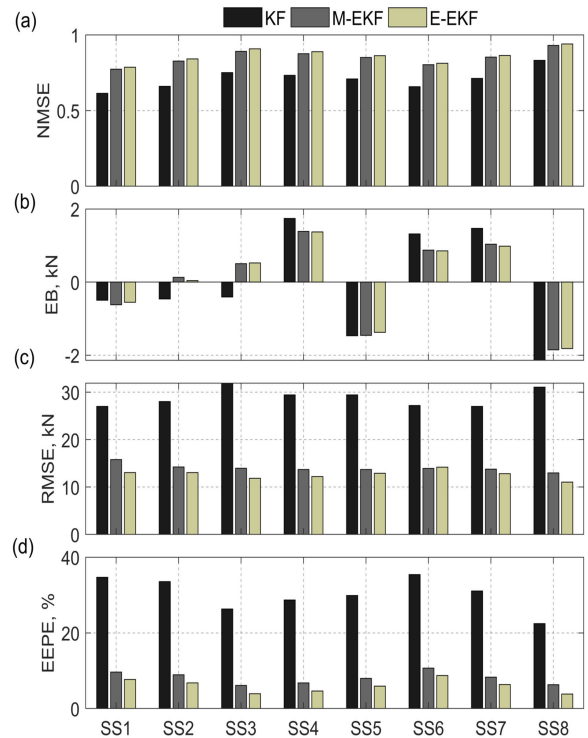 (a)
KF M-EKF E-EKF
1
0.5
0
NMSE
(b)
2
0
-2
EB, kN
(c)
30
20
10
0
RMSE, kN
(d)
40
20
0
EEPE, %
SS1 SS2 SS3 SS4 SS5 SS6 SS7 SS8